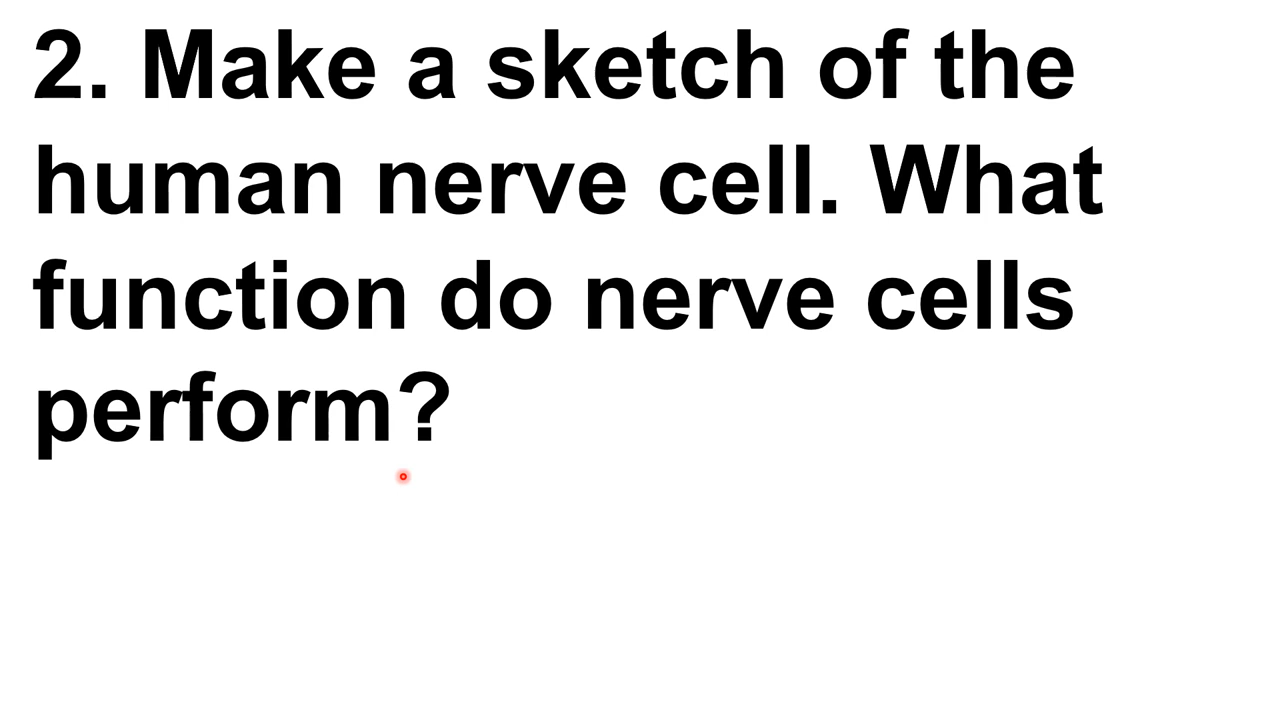 2. Make a sketch of the
human nerve cell. What
function do nerve cells
perform?